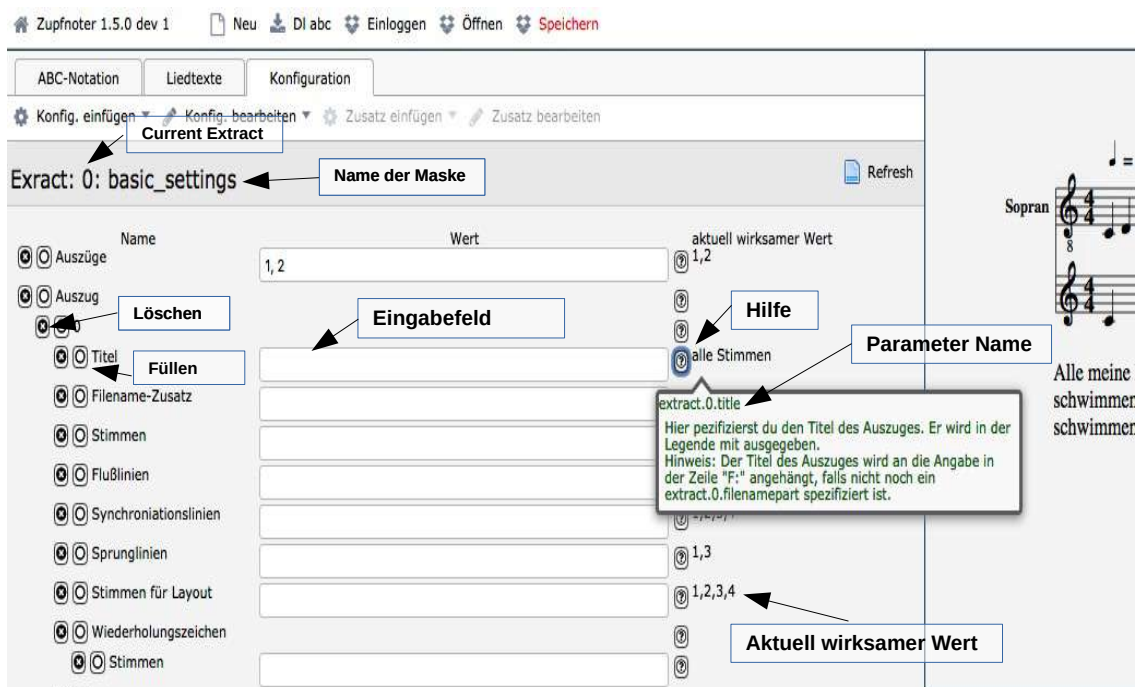 Zupfnoter 1.5.0 dev 1 Neu Dl abc Einloggen Öffnen Speichern
ABC-Notation Liedtexte Konfiguration
Konfig. einfügen Konfig. bearbeiten Zusatz einfügen Zusatz bearbeiten
Current Extract
Exract: 0: basic_settings
Name der Maske
Refresh
Sopran
8
Name Wert aktuell wirksamer Wert
Auszüge 1, 2 1,2
Auszug
Löschen
Eingabefeld
Hilfe
Titel alle Stimmen
Parameter Name
Füllen
Alle meine
schwimmen
schwimmen
Filename-Zusatz
extract.0.title
Hier pezifizierst du den Titel des Auszuges. Er wird in der
Legende mit ausgegeben.
Hinweis: Der Titel des Auszuges wird an die Angabe in
der Zeile "F:" angehängt, falls nicht noch ein
extract.0.filenamepart spezifiziert ist.
Stimmen
Flußlinien
Synchroniationslinien
Sprunglinien 1,3
Stimmen für Layout 1,2,3,4
Wiederholungszeichen
Aktuell wirksamer Wert
Stimmen